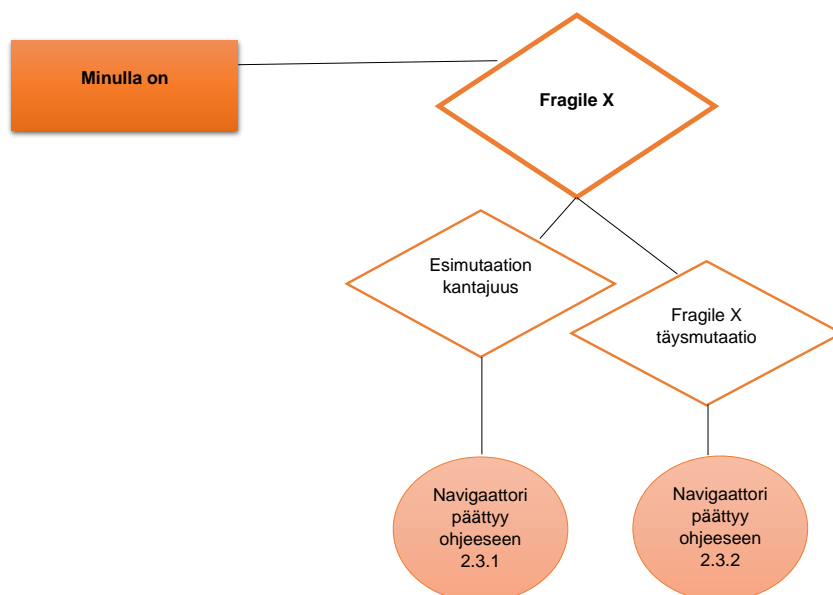 Minulla on
Fragile X
Esimutaation
kantajuus
Fragile X
täysmutaatio
Navigaattori
päättyy
ohjeeseen
2.3.1
Navigaattori
päättyy
ohjeeseen
2.3.2